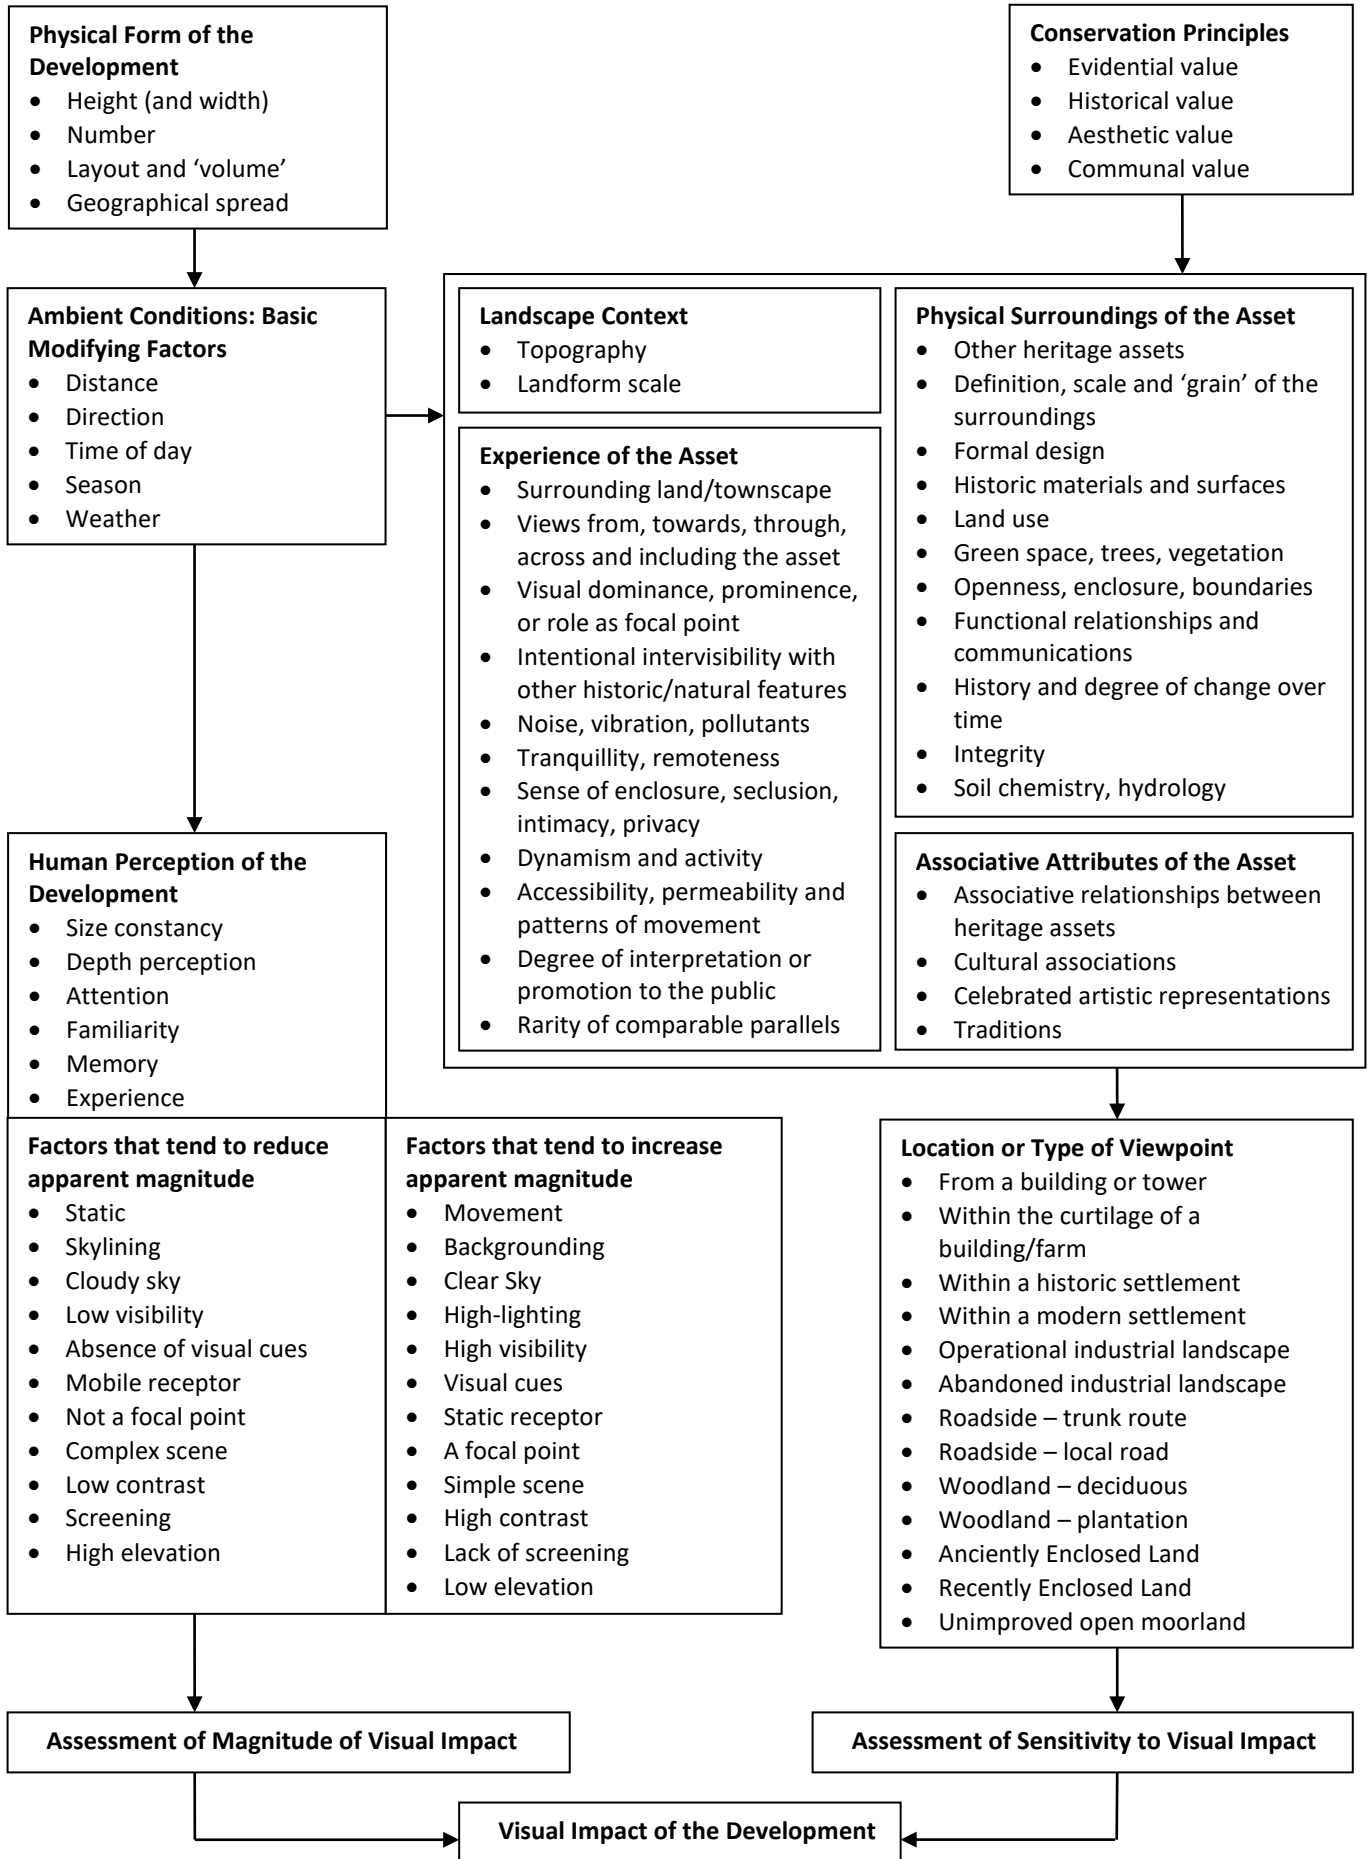 Physical Form of the
Development
• Height (and width)
• Number
• Layout and ‘volume’
• Geographical spread
Conservation Principles
• Evidential value
• Historical value
• Aesthetic value
• Communal value
Ambient Conditions: Basic
Modifying Factors
• Distance
• Direction
• Time of day
• Season
• Weather
Landscape Context
• Topography
• Landform scale
Experience of the Asset
• Surrounding land/townscape
• Views from, towards, through,
across and including the asset
• Visual dominance, prominence,
or role as focal point
• Intentional intervisibility with
other historic/natural features
• Noise, vibration, pollutants
• Tranquillity, remoteness
• Sense of enclosure, seclusion,
intimacy, privacy
• Dynamism and activity
• Accessibility, permeability and
patterns of movement
• Degree of interpretation or
promotion to the public
• Rarity of comparable parallels
Physical Surroundings of the Asset
• Other heritage assets
• Definition, scale and ‘grain’ of the
surroundings
• Formal design
• Historic materials and surfaces
• Land use
• Green space, trees, vegetation
• Openness, enclosure, boundaries
• Functional relationships and
communications
• History and degree of change over
time
• Integrity
• Soil chemistry, hydrology
Associative Attributes of the Asset
• Associative relationships between
heritage assets
• Cultural associations
• Celebrated artistic representations
• Traditions
Human Perception of the
Development
• Size constancy
• Depth perception
• Attention
• Familiarity
• Memory
• Experience
Factors that tend to reduce
apparent magnitude
• Static
• Skylining
• Cloudy sky
• Low visibility
• Absence of visual cues
• Mobile receptor
• Not a focal point
• Complex scene
• Low contrast
• Screening
• High elevation
Factors that tend to increase
apparent magnitude
• Movement
• Backgrounding
• Clear Sky
• High-lighting
• High visibility
• Visual cues
• Static receptor
• A focal point
• Simple scene
• High contrast
• Lack of screening
• Low elevation
Location or Type of Viewpoint
• From a building or tower
• Within the curtilage of a
building/farm
• Within a historic settlement
• Within a modern settlement
• Operational industrial landscape
• Abandoned industrial landscape
• Roadside – trunk route
• Roadside – local road
• Woodland – deciduous
• Woodland – plantation
• Anciently Enclosed Land
• Recently Enclosed Land
• Unimproved open moorland
Assessment of Magnitude of Visual Impact
Assessment of Sensitivity to Visual Impact
Visual Impact of the Development